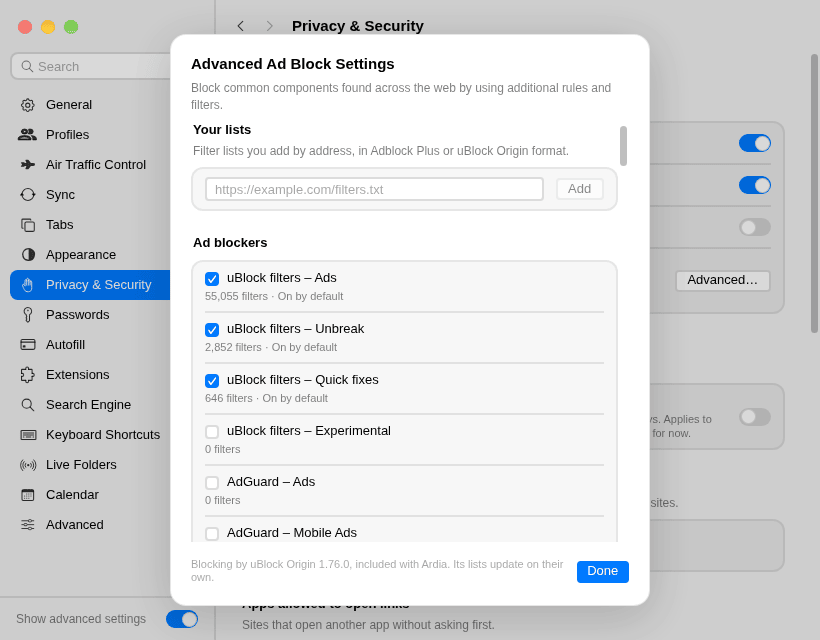 Privacy & Security
Search
General
Profiles
Air Traffic Control
Sync
Tabs
Appearance
Privacy & Security
Passwords
Autofill
Extensions
Search Engine
Keyboard Shortcuts
Live Folders
Calendar
Advanced
Show advanced settings
Advanced Ad Block Settings
Block common components found across the web by using additional rules and
filters.
Your lists
Filter lists you add by address, in Adblock Plus or uBlock Origin format.
https://example.com/filters.txt
Add
Ad blockers
uBlock filters – Ads
55,055 filters · On by default
uBlock filters – Unbreak
2,852 filters · On by default
uBlock filters – Quick fixes
646 filters · On by default
uBlock filters – Experimental
0 filters
AdGuard – Ads
0 filters
AdGuard – Mobile Ads
Blocking by uBlock Origin 1.76.0, included with Ardia. Its lists update on their
own.
Done
Advanced…
Applies to
for now.
sites.
Apps allowed to open links
Sites that open another app without asking first.